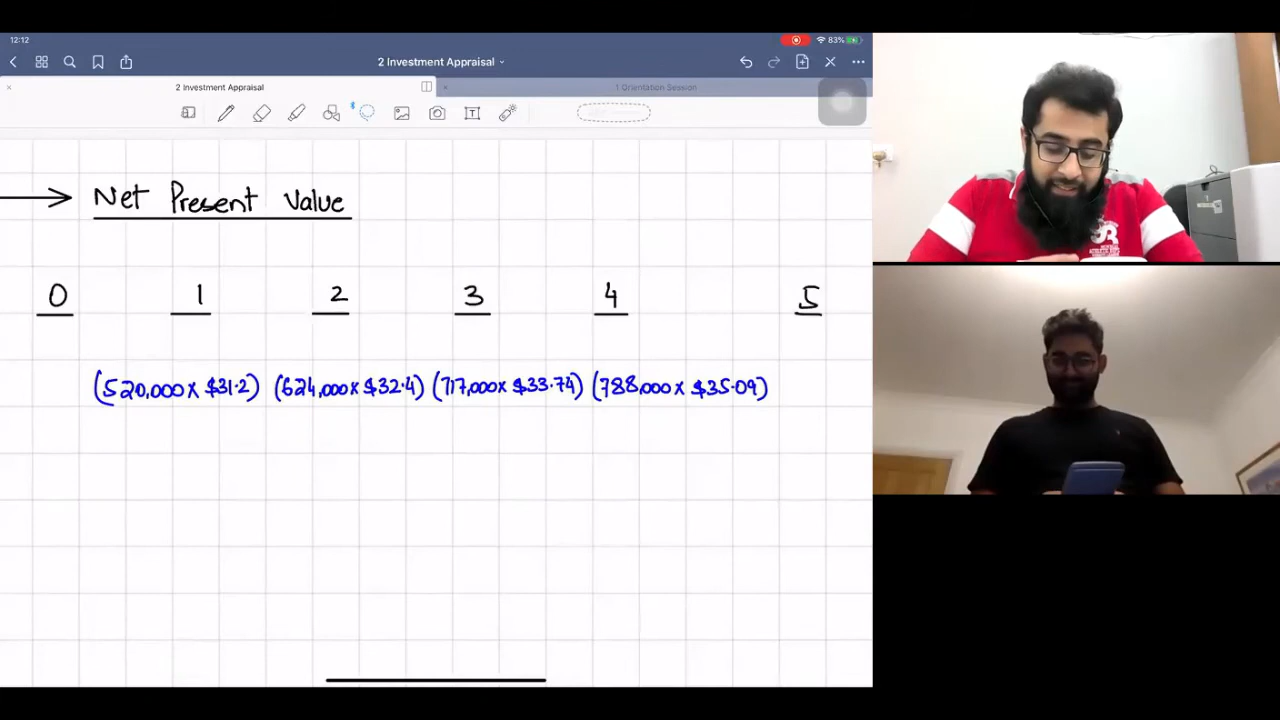 12:12
83%
2 Investment Appraisal
2 Investment Appraisal
1 Orientation Session
T
Net Present Value
0 1 2 3 4 5
(520,000 x $31.2) (624,000 x $32.4) (717,000 x $33.74) (788,000 x $35.09)